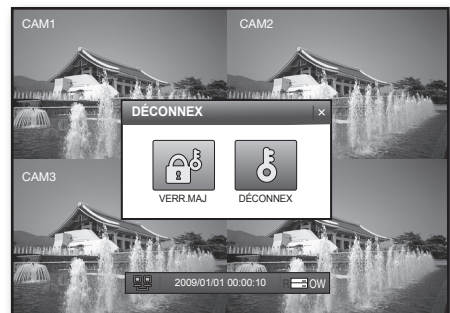 CAM1
CAM2
DÉCONNEX
×
VERR.MAJ
DÉCONNEX
CAM3
2009/01/01 00:00:10
OW